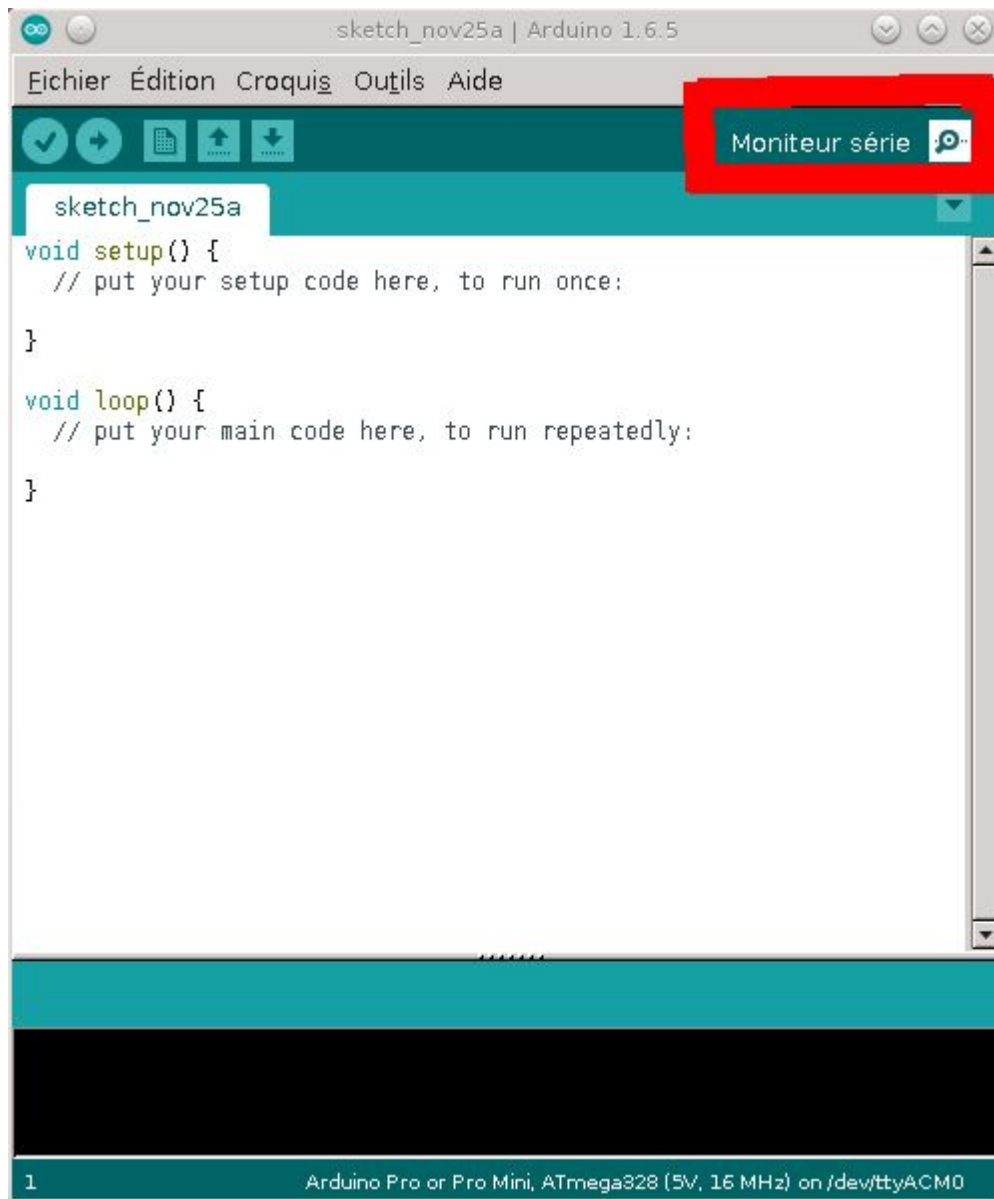 sketch_nov25a | Arduino 1.6.5
Fichier Édition Croquis Outils Aide
Moniteur série
sketch_nov25a
void setup() {
  // put your setup code here, to run once:
}
void loop() {
  // put your main code here, to run repeatedly:
}
1 Arduino Pro or Pro Mini, ATmega328 (5V, 16 MHz) on /dev/ttyACM0